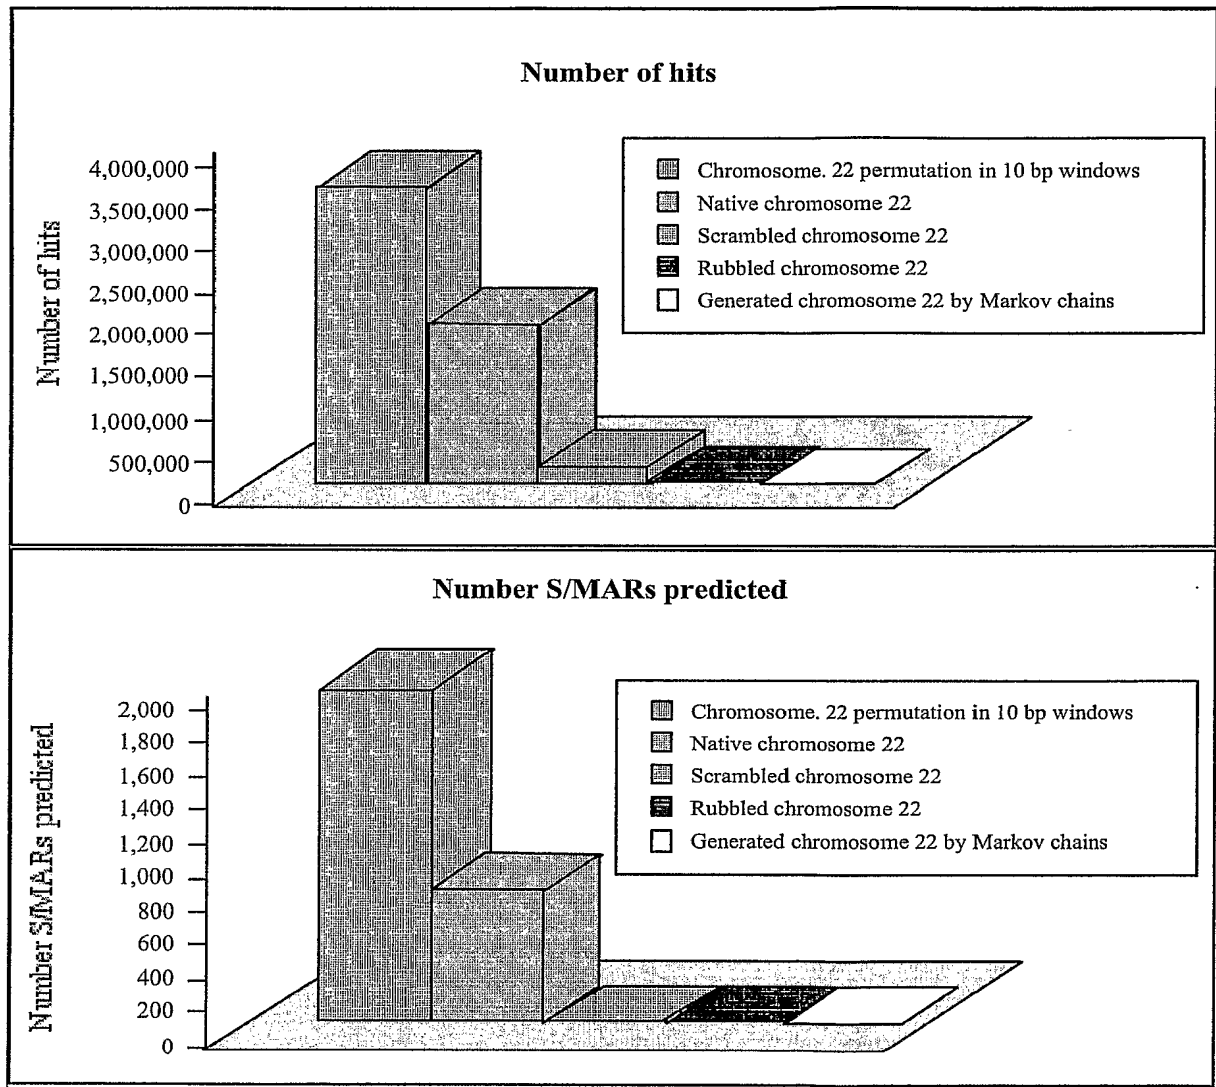 Number of hits
Number of hits
4,000,000
3,500,000
3,000,000
2,500,000
2,000,000
1,500,000
1,000,000
500,000
0
Chromosome. 22 permutation in 10 bp windows
Native chromosome 22
Scrambled chromosome 22
Rubbled chromosome 22
Generated chromosome 22 by Markov chains
Number S/MARs predicted
Number S/MARs predicted
2,000
1,800
1,600
1,400
1,200
1,000
800
600
400
200
0
Chromosome. 22 permutation in 10 bp windows
Native chromosome 22
Scrambled chromosome 22
Rubbled chromosome 22
Generated chromosome 22 by Markov chains